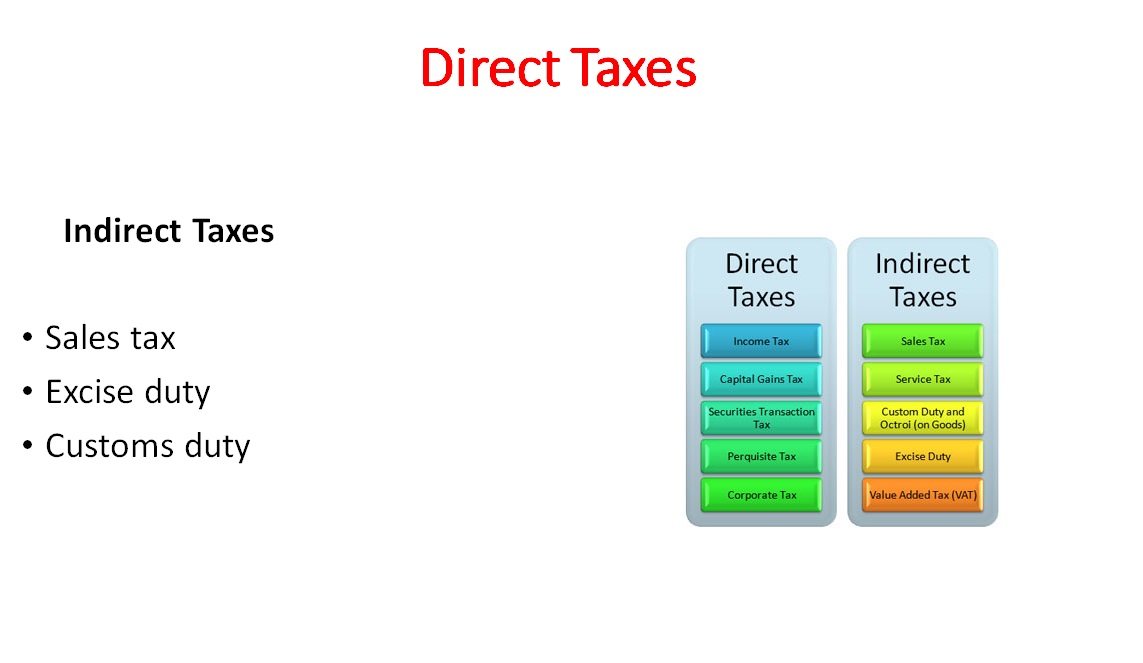 Direct Taxes
Indirect Taxes
• Sales tax
• Excise duty
• Customs duty
Direct
Taxes
Income Tax
Capital Gains Tax
Securities Transaction
Tax
Perquisite Tax
Corporate Tax
Indirect
Taxes
Sales Tax
Service Tax
Custom Duty and
Octroi (on Goods)
Excise Duty
Value Added Tax (VAT)